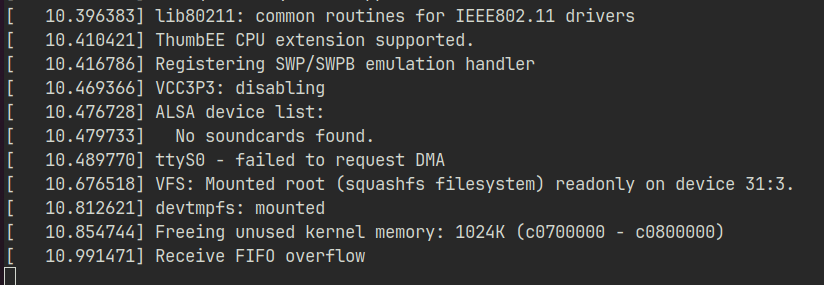 [   10.396383] lib80211: common routines for IEEE802.11 drivers
[   10.410421] ThumbEE CPU extension supported.
[   10.416786] Registering SWP/SWPB emulation handler
[   10.469366] VCC3P3: disabling
[   10.476728] ALSA device list:
[   10.479733]   No soundcards found.
[   10.489770] ttyS0 - failed to request DMA
[   10.676518] VFS: Mounted root (squashfs filesystem) readonly on device 31:3.
[   10.812621] devtmpfs: mounted
[   10.854744] Freeing unused kernel memory: 1024K (c0700000 - c0800000)
[   10.991471] Receive FIFO overflow